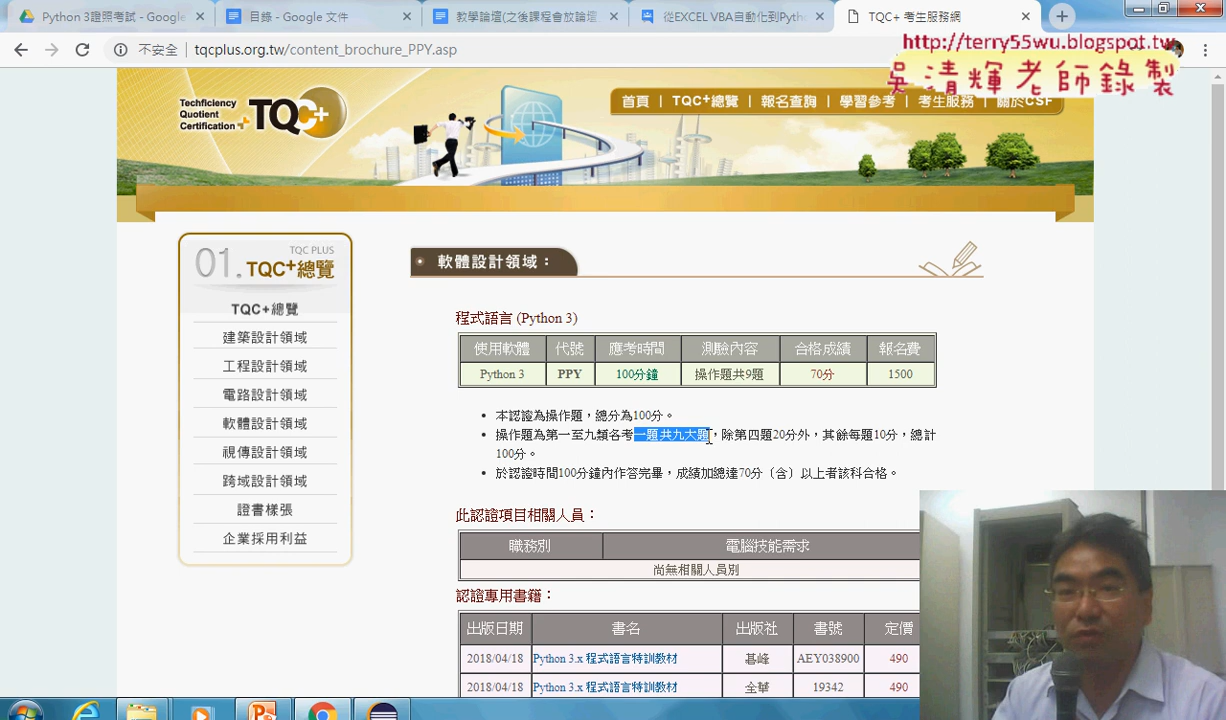 Python 3證照考試 - Google
目錄 - Google 文件
教學論壇(之後課程會放論壇
從EXCEL VBA自動化到Pytho
TQC+ 考生服務網
不安全 | tqcplus.org.tw/content_brochure_PPY.asp
http://terry55wu.blogspot.tw
吳清輝老師錄製
Techficiency
Quotient
Certification
TQC+
首頁 | TQC+總覽 | 報名查詢 | 學習參考 | 考生服務 | 關於CSF
01. TQC PLUS
TQC+總覽
TQC+總覽
建築設計領域
工程設計領域
電路設計領域
軟體設計領域
視傳設計領域
跨域設計領域
證書樣張
企業採用利益
軟體設計領域：
程式語言 (Python 3)
使用軟體 代號 應考時間 測驗內容 合格成績 報名費
Python 3 PPY 100分鐘 操作題共9題 70分 1500
• 本認證為操作題，總分為100分。
• 操作題為第一至九類各考一題共九大題，除第四題20分外，其餘每題10分，總計
100分。
• 於認證時間100分鐘內作答完畢，成績加總達70分（含）以上者該科合格。
此認證項目相關人員：
職務別 電腦技能需求
尚無相關人員別
認證專用書籍：
出版日期 書名 出版社 書號 定價
2018/04/18 Python 3.x 程式語言特訓教材 碁峰 AEY038900 490
2018/04/18 Python 3.x 程式語言特訓教材 全華 19342 490